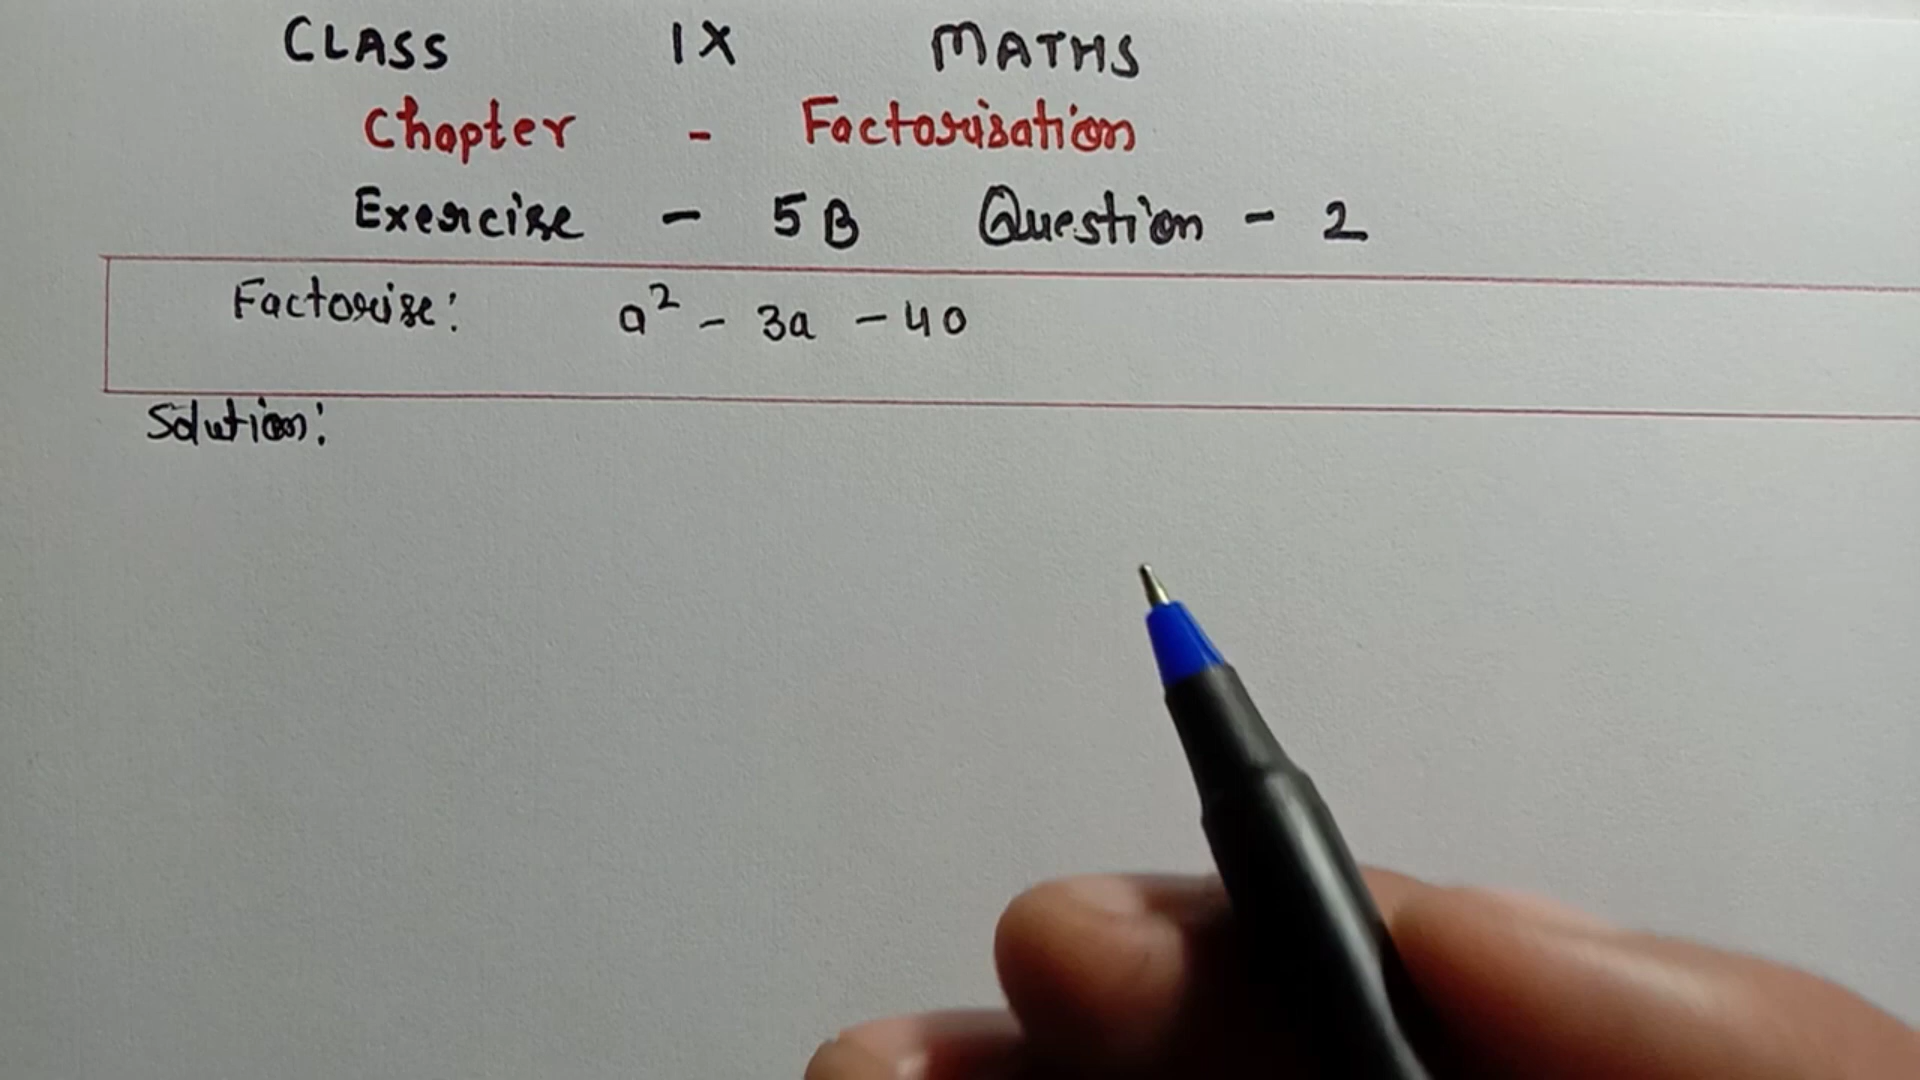 CLASS IX MATHS
Chapter - Factorisation
Exercise - 5B Question - 2
Factorise: a² - 3a - 40
Solution: